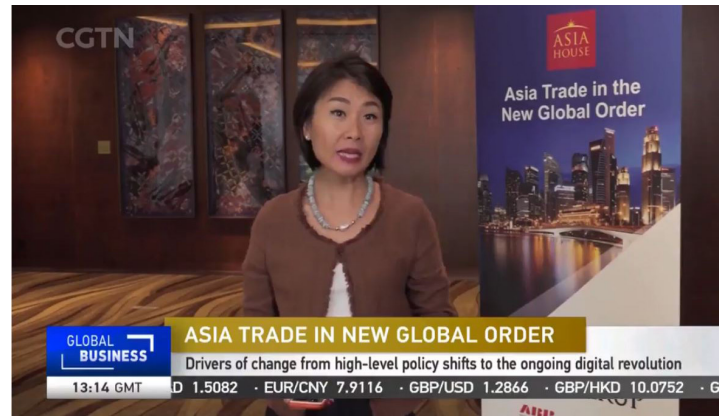 CGTN
ASIA
HOUSE
Asia Trade in the
New Global Order
ASIA TRADE IN NEW GLOBAL ORDER
GLOBAL
BUSINESS
Drivers of change from high-level policy shifts to the ongoing digital revolution
13:14 GMT
D 1.5082 · EUR/CNY 7.9116 · GBP/USD 1.2866 · GBP/HKD 10.0752 · G